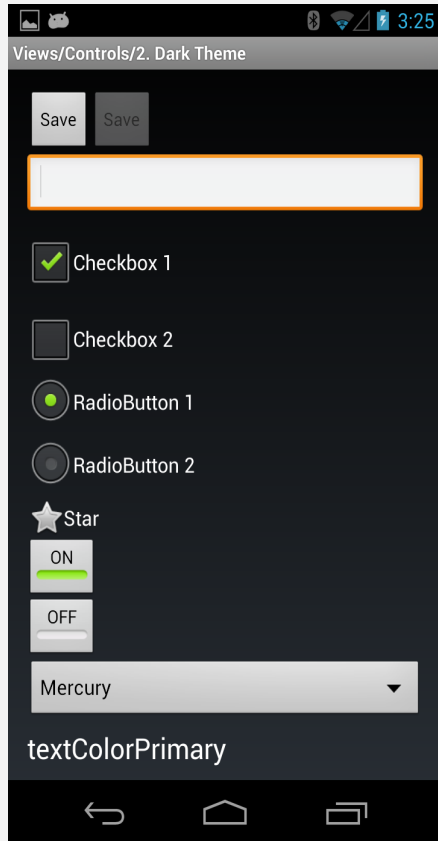 3:25
Views/Controls/2. Dark Theme
Save Save
Checkbox 1
Checkbox 2
RadioButton 1
RadioButton 2
Star
ON
OFF
Mercury
textColorPrimary